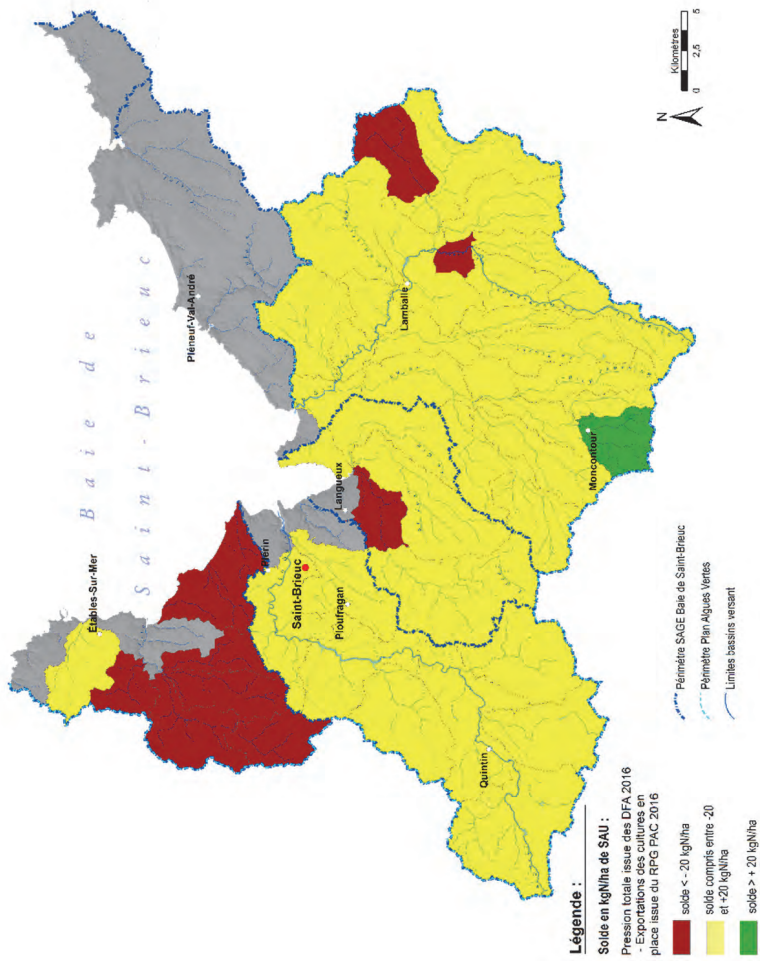 Baie de
Saint-Brieuc
Étables-Sur-Mer
Pléneuf-Val-André
Plérin
Langueux
Saint-Brieuc
Ploufragan
Lamballe
Quintin
Moncontour
N
Kilomètres
0 2,5 5
Légende :
Solde en kgN/ha de SAU :
Pression totale issue des DFA 2016
- Exportations des cultures en
place issue du RPG PAC 2016
solde < - 20 kgN/ha
solde compris entre -20
et +20 kgN/ha
solde > + 20 kgN/ha
Périmètre SAGE Baie de Saint-Brieuc
Périmètre Plan Algues Vertes
Limites bassins versant